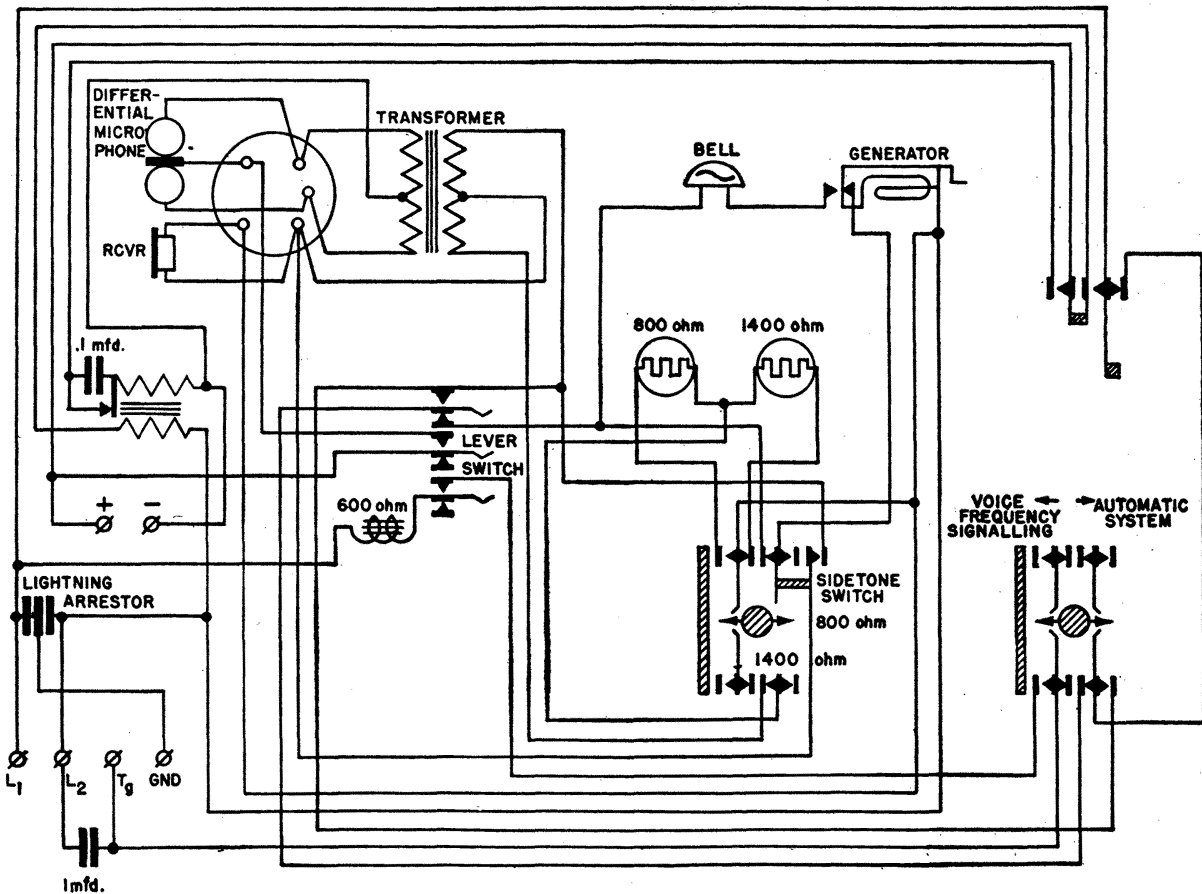 DIFFER-
ENTIAL
MICRO
PHONE
TRANSFORMER
BELL
GENERATOR
RCVR
800 ohm
1400 ohm
.1 mfd.
LEVER
SWITCH
+ −
600 ohm
VOICE
FREQUENCY
SIGNALLING
AUTOMATIC
SYSTEM
LIGHTNING
ARRESTOR
SIDETONE
SWITCH
800 ohm
1400 ohm
L1
L2
Tg
GND
1mfd.